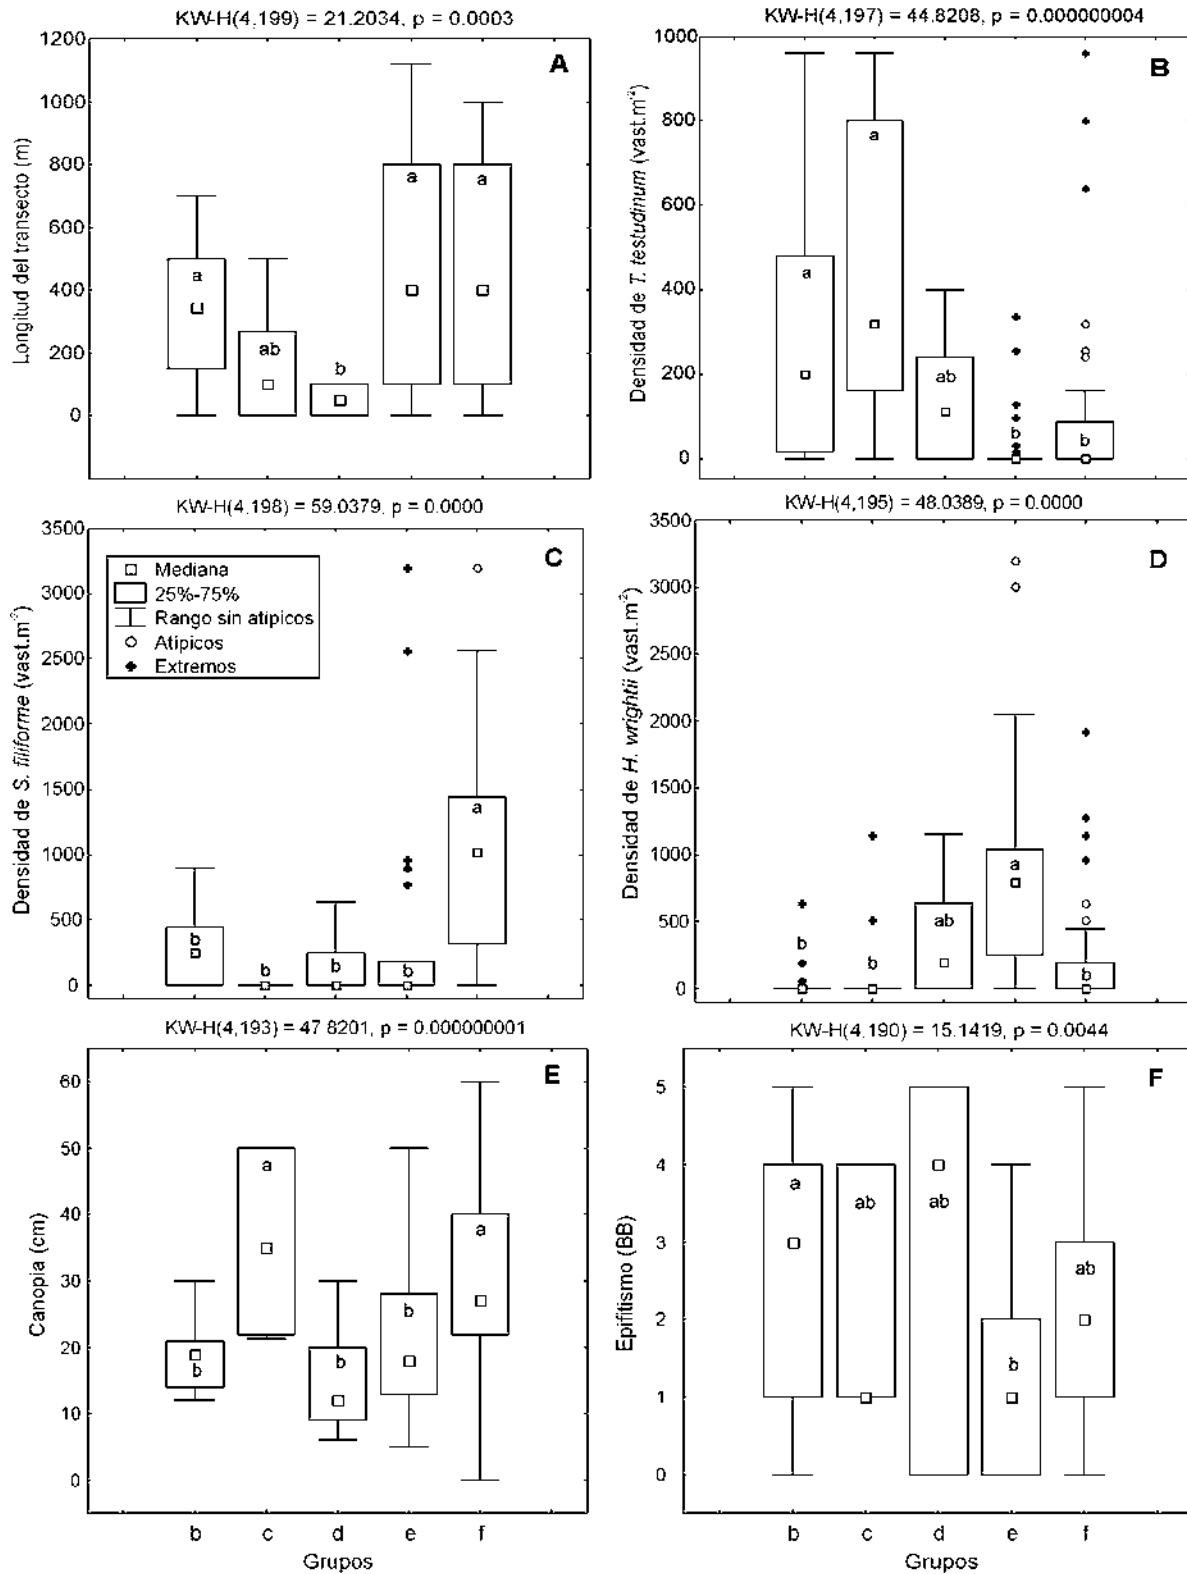 KW-H(4,199) = 21.2034, p = 0.0003
A
Longitud del transecto (m)
1200
1000
800
600
400
200
0
a
ab
b
a
a
KW-H(4,197) = 44.8208, p = 0.000000004
B
Densidad de T. testudinum (vast.m⁻²)
1000
800
600
400
200
0
a
a
ab
b
b
KW-H(4,198) = 59.0379, p = 0.0000
C
Densidad de S. filiforme (vast.m⁻²)
3500
3000
2500
2000
1500
1000
500
0
Mediana
25%-75%
Rango sin atipicos
Atipicos
Extremos
b
b
b
b
a
KW-H(4,195) = 48.0389, p = 0.0000
D
Densidad de H. wrightii (vast.m⁻²)
3500
3000
2500
2000
1500
1000
500
0
b
b
ab
a
b
KW-H(4,193) = 47.8201, p = 0.000000001
E
Canopia (cm)
60
50
40
30
20
10
0
b
a
b
b
a
b c d e f
Grupos
KW-H(4,190) = 15.1419, p = 0.0044
F
Epifitismo (BB)
5
4
3
2
1
0
a
ab
ab
b
ab
b c d e f
Grupos